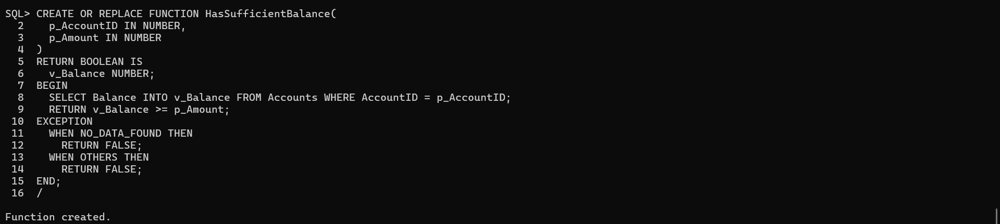 SQL> CREATE OR REPLACE FUNCTION HasSufficientBalance(
  2    p_AccountID IN NUMBER,
  3    p_Amount IN NUMBER
  4  )
  5  RETURN BOOLEAN IS
  6    v_Balance NUMBER;
  7  BEGIN
  8    SELECT Balance INTO v_Balance FROM Accounts WHERE AccountID = p_AccountID;
  9    RETURN v_Balance >= p_Amount;
 10  EXCEPTION
 11    WHEN NO_DATA_FOUND THEN
 12      RETURN FALSE;
 13    WHEN OTHERS THEN
 14      RETURN FALSE;
 15  END;
 16  /

Function created.